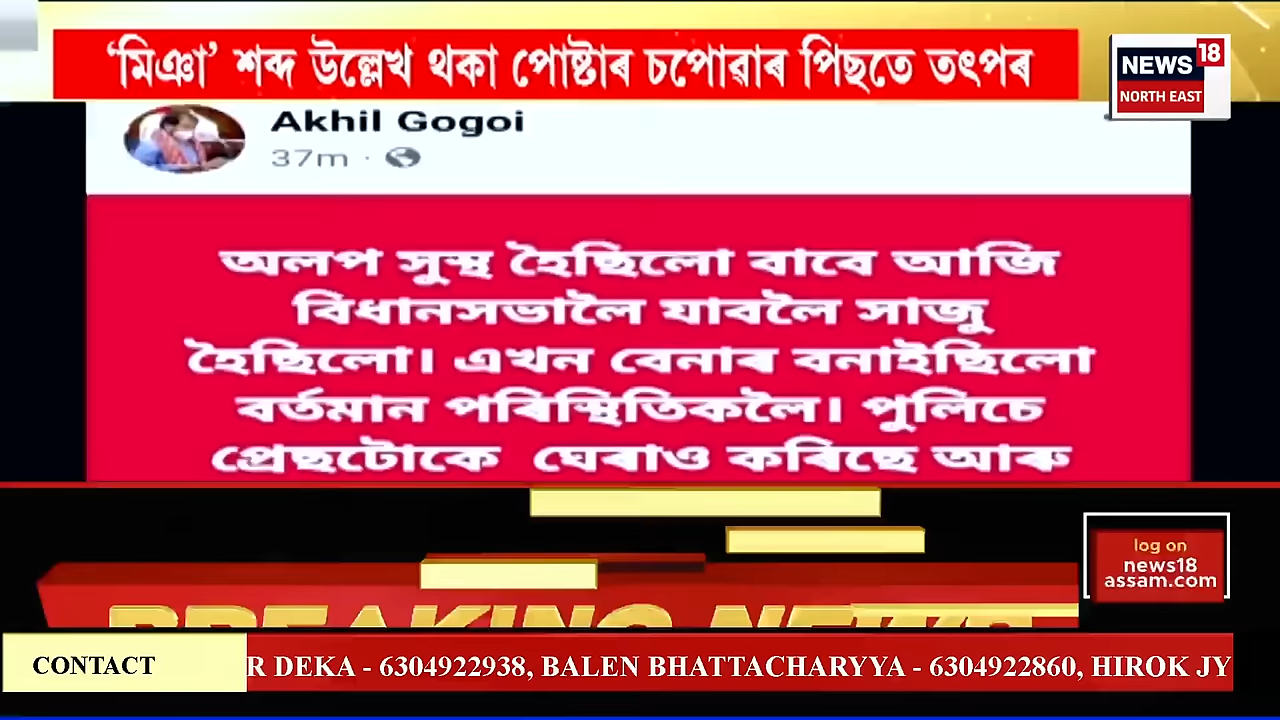 ‘মিঞা’ শব্দ উল্লেখ থকা পোষ্টাৰ চপোৱাৰ পিছতে তৎপৰ
NEWS 18
NORTH EAST
Akhil Gogoi
37m ·
অলপ সুস্থ হৈছিলো বাবে আজি
বিধানসভালৈ যাবলৈ সাজু
হৈছিলো। এখন বেনাৰ বনাইছিলো
বৰ্তমান পৰিস্থিতিকলৈ। পুলিচে
প্ৰেছটোকে ঘেৰাও কৰিছে আৰু
log on
news18
assam.com
BREAKING NEWS
CONTACT
R DEKA - 6304922938, BALEN BHATTACHARYYA - 6304922860, HIROK JY